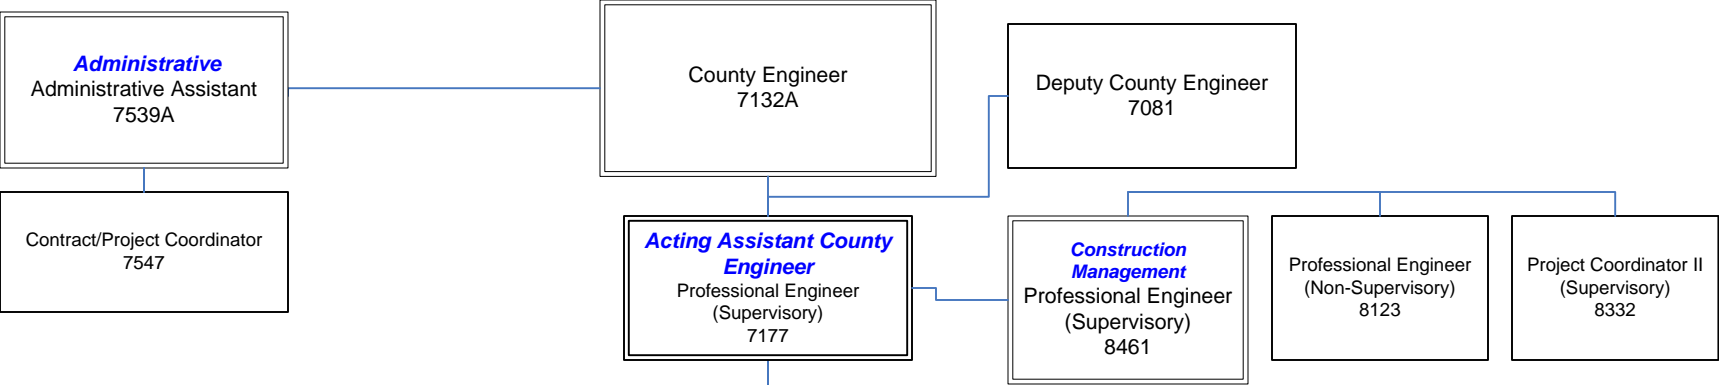 Administrative
Administrative Assistant
7539A
County Engineer
7132A
Deputy County Engineer
7081
Contract/Project Coordinator
7547
Acting Assistant County
Engineer
Professional Engineer
(Supervisory)
7177
Construction
Management
Professional Engineer
(Supervisory)
8461
Professional Engineer
(Non-Supervisory)
8123
Project Coordinator II
(Supervisory)
8332